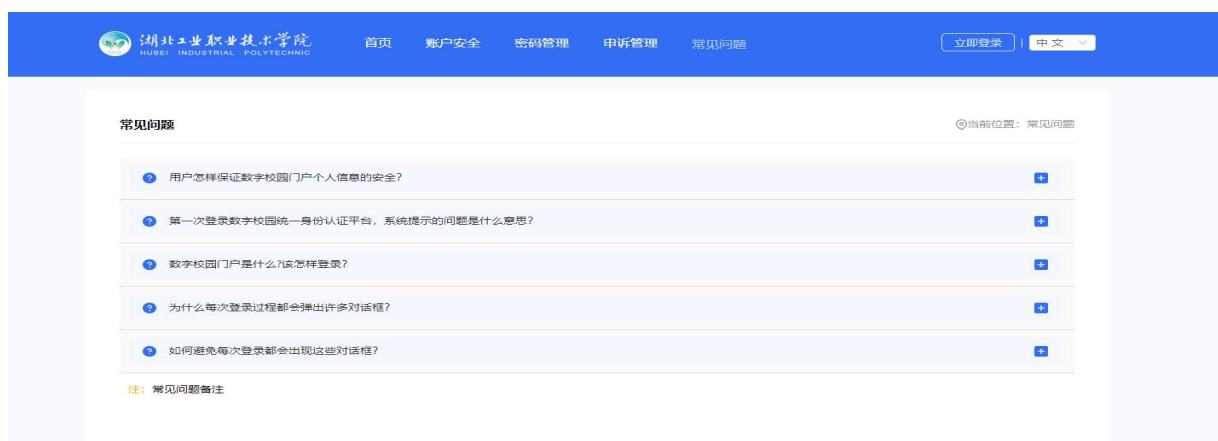 湖北工业职业技术学院
HUBEI INDUSTRIAL POLYTECHNIC
首页 账户安全 密码管理 申诉管理 常见问题 立即登录 | 中文
常见问题 当前位置：常见问题
用户怎样保证数字校园门户个人信息的安全?
第一次登录数字校园统一身份认证平台，系统提示的问题是什么意思?
数字校园门户是什么?该怎样登录?
为什么每次登录过程都会弹出许多对话框?
如何避免每次登录都会出现这些对话框?
注：常见问题备注